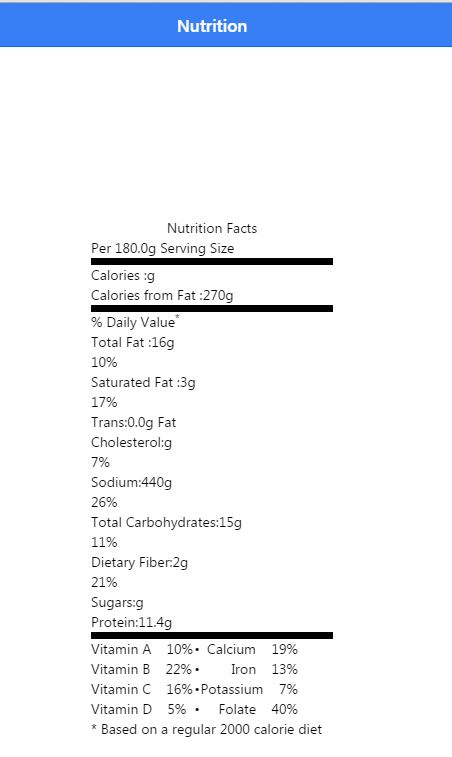 Nutrition
Nutrition Facts
Per 180.0g Serving Size
Calories :g
Calories from Fat :270g
% Daily Value*
Total Fat :16g
10%
Saturated Fat :3g
17%
Trans:0.0g Fat
Cholesterol:g
7%
Sodium:440g
26%
Total Carbohydrates:15g
11%
Dietary Fiber:2g
21%
Sugars:g
Protein:11.4g
Vitamin A 10%• Calcium 19%
Vitamin B 22%• Iron 13%
Vitamin C 16%•Potassium 7%
Vitamin D 5% • Folate 40%
* Based on a regular 2000 calorie diet